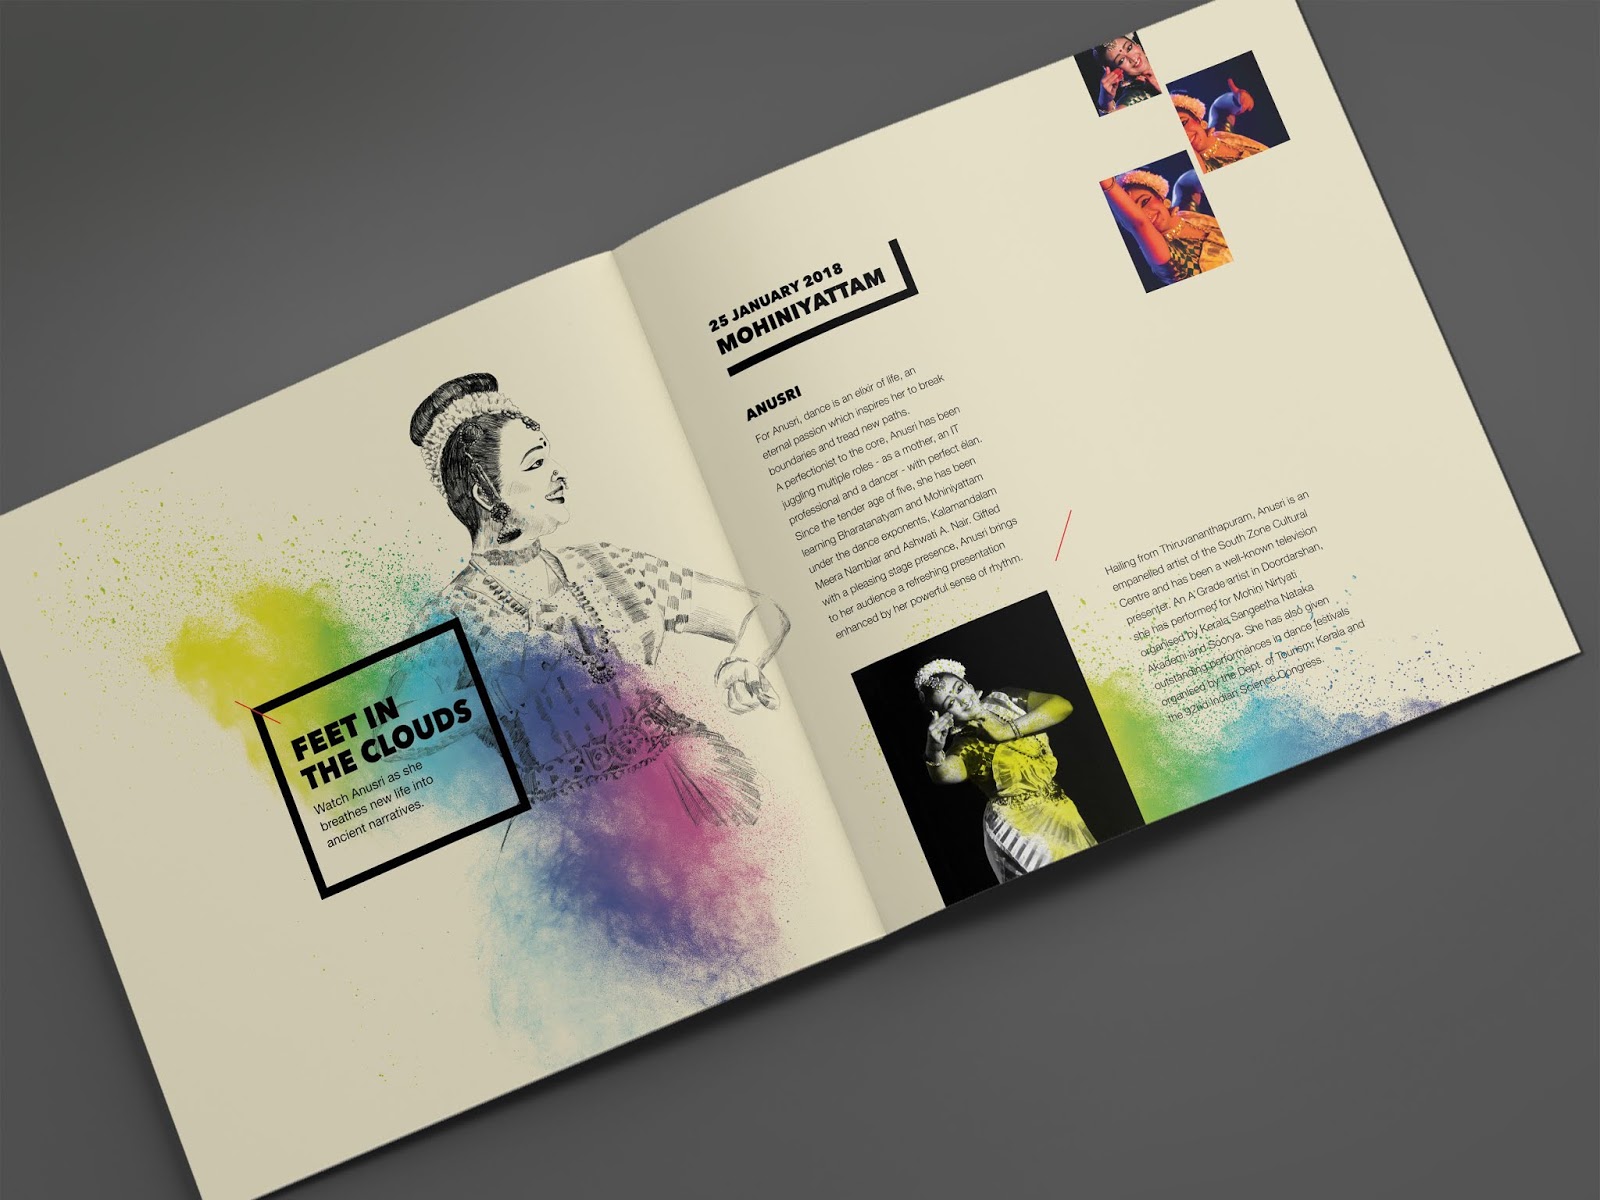 FEET IN
THE CLOUDS
Watch Anusri as she
breathes new life into
ancient narratives.
25 JANUARY 2018
MOHINIYATTAM
ANUSRI
For Anusri, dance is an elixir of life, an
eternal passion which inspires her to break
boundaries and tread new paths.
A perfectionist to the core, Anusri has been
juggling multiple roles - as a mother, an IT
professional and a dancer - with perfect élan.
Since the tender age of five, she has been
learning Bharatanatyam and Mohiniyattam
under the dance exponents, Kalamandalam
Meera Nambiar and Ashwati A. Nair. Gifted
with a pleasing stage presence, Anusri brings
to her audience a refreshing presentation
enhanced by her powerful sense of rhythm.
Hailing from Thiruvananthapuram, Anusri is an
empanelled artist of the South Zone Cultural
Centre and has been a well-known television
presenter. An A Grade artist in Doordarshan,
she has performed for Mohini Nirtyati
organised by Kerala Sangeetha Nataka
Akademi and Soorya. She has also given
outstanding performances in dance festivals
organised by the Dept. of Tourism, Kerala and
the 92nd Indian Science Congress.